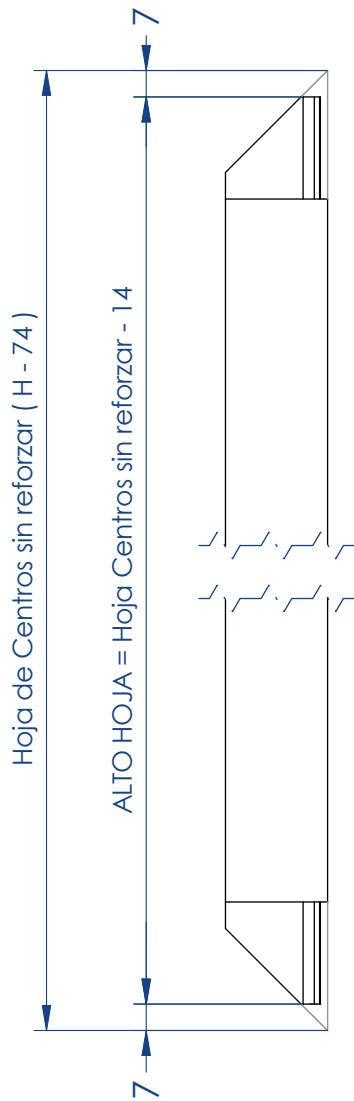 Hoja de Centros sin reforzar ( H - 74 )
7
ALTO HOJA = Hoja Centros sin reforzar - 14
7